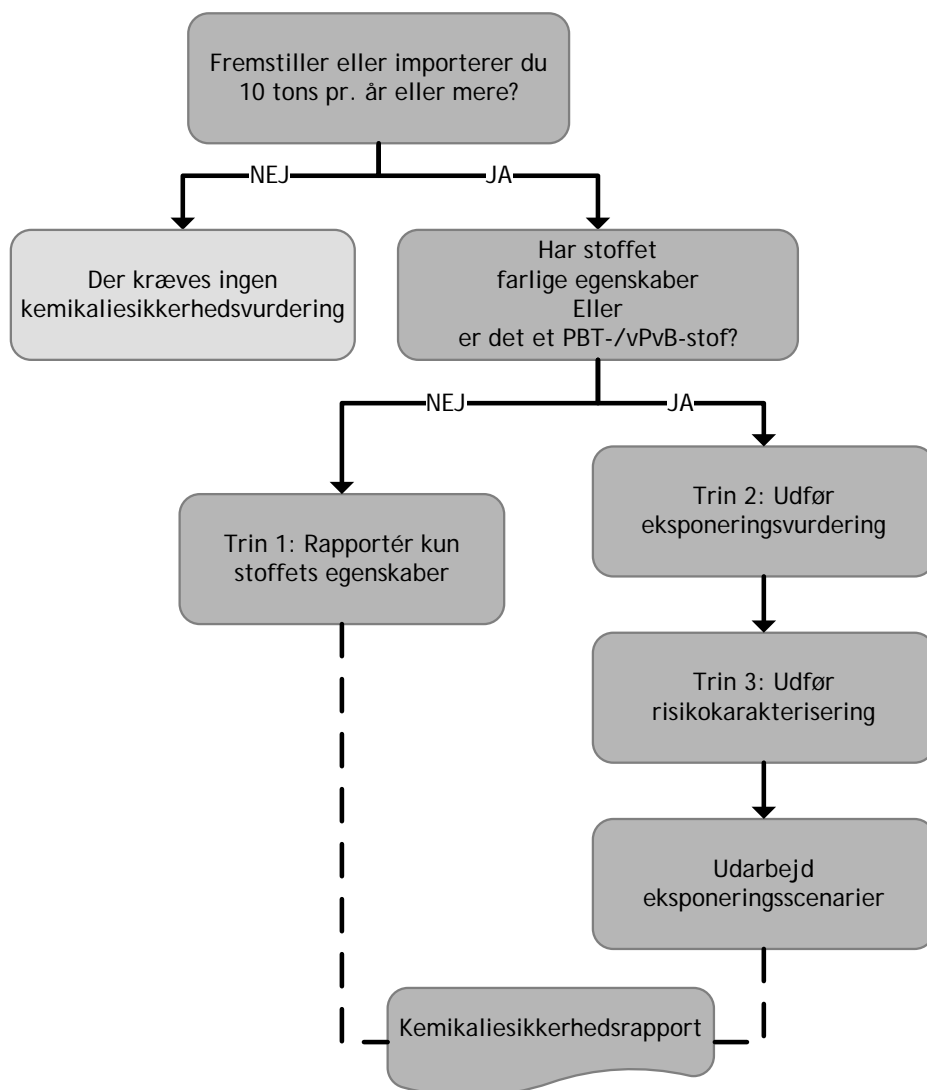 Fremstiller eller importerer du
10 tons pr. år eller mere?
NEJ
JA
Der kræves ingen
kemikaliesikkerhedsvurdering
Har stoffet
farlige egenskaber
Eller
er det et PBT-/vPvB-stof?
NEJ
JA
Trin 1: Rapportér kun
stoffets egenskaber
Trin 2: Udfør
eksponeringsvurdering
Trin 3: Udfør
risikokarakterisering
Udarbejd
eksponeringsscenarier
Kemikaliesikkerhedsrapport